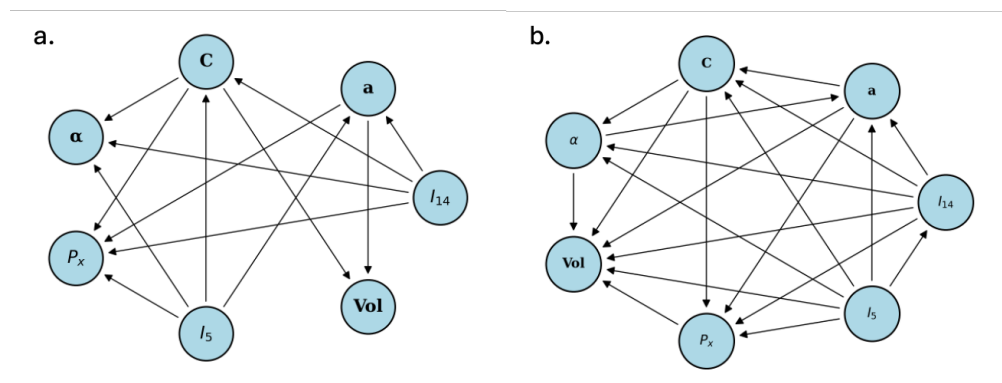 a.
C
a
α
I₁₄
Pₓ
Vol
I₅
b.
C
a
α
I₁₄
Vol
I₅
Pₓ